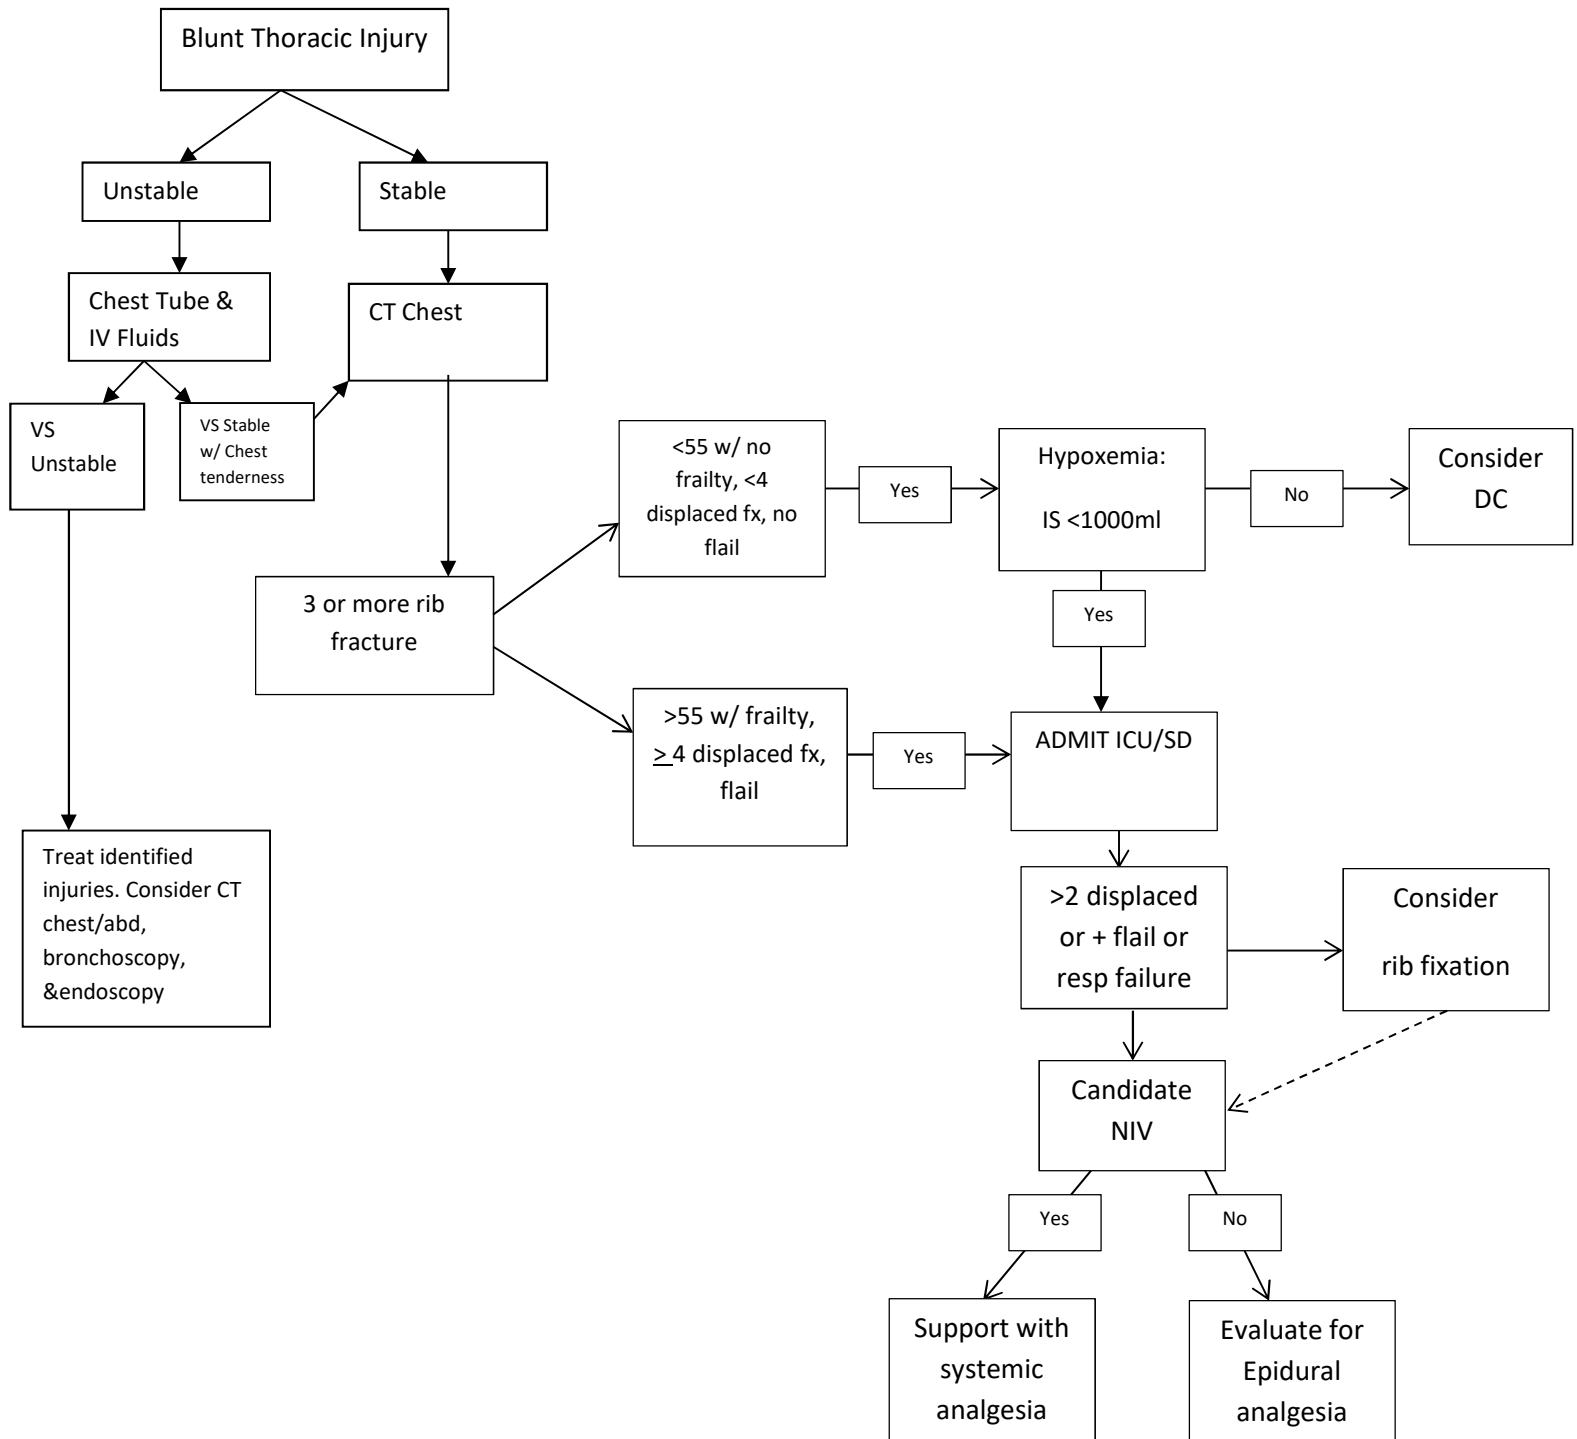 Blunt Thoracic Injury
Unstable
Stable
Chest Tube &
IV Fluids
CT Chest
VS
Unstable
VS Stable
w/ Chest
tenderness
<55 w/ no
frailty, <4
displaced fx, no
flail
Yes
Hypoxemia:
IS <1000ml
No
Consider
DC
3 or more rib
fracture
Yes
>55 w/ frailty,
> 4 displaced fx,
flail
Yes
ADMIT ICU/SD
Treat identified
injuries. Consider CT
chest/abd,
bronchoscopy,
&endoscopy
>2 displaced
or + flail or
resp failure
Consider
rib fixation
Candidate
NIV
Yes
No
Support with
systemic
analgesia
Evaluate for
Epidural
analgesia